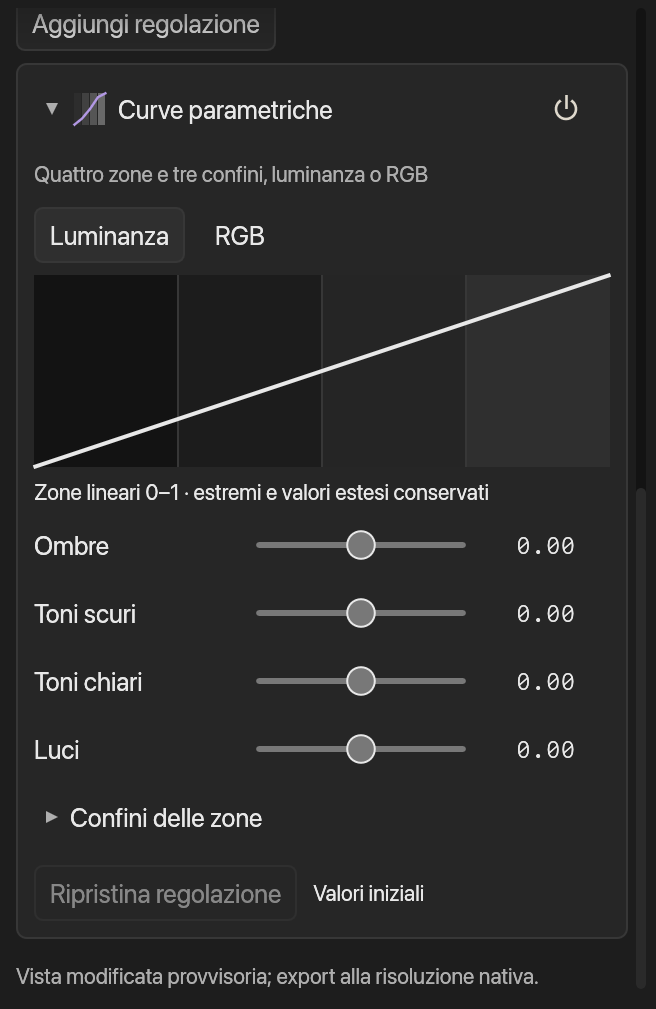 Aggiungi regolazione
Curve parametriche
Quattro zone e tre confini, luminanza o RGB
Luminanza RGB
Zone lineari 0–1 · estremi e valori estesi conservati
Ombre 0.00
Toni scuri 0.00
Toni chiari 0.00
Luci 0.00
Confini delle zone
Ripristina regolazione Valori iniziali
Vista modificata provvisoria; export alla risoluzione nativa.